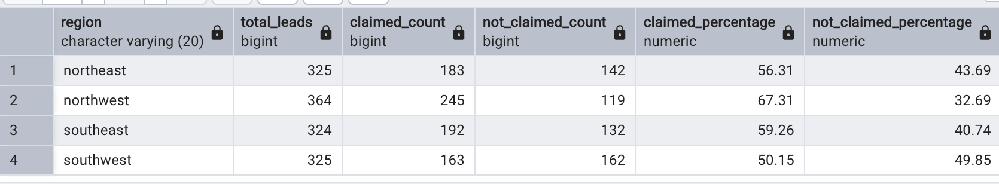 region total_leads claimed_count not_claimed_count claimed_percentage not_claimed_percentage
character varying (20) bigint bigint bigint numeric numeric
1 northeast 325 183 142 56.31 43.69
2 northwest 364 245 119 67.31 32.69
3 southeast 324 192 132 59.26 40.74
4 southwest 325 163 162 50.15 49.85